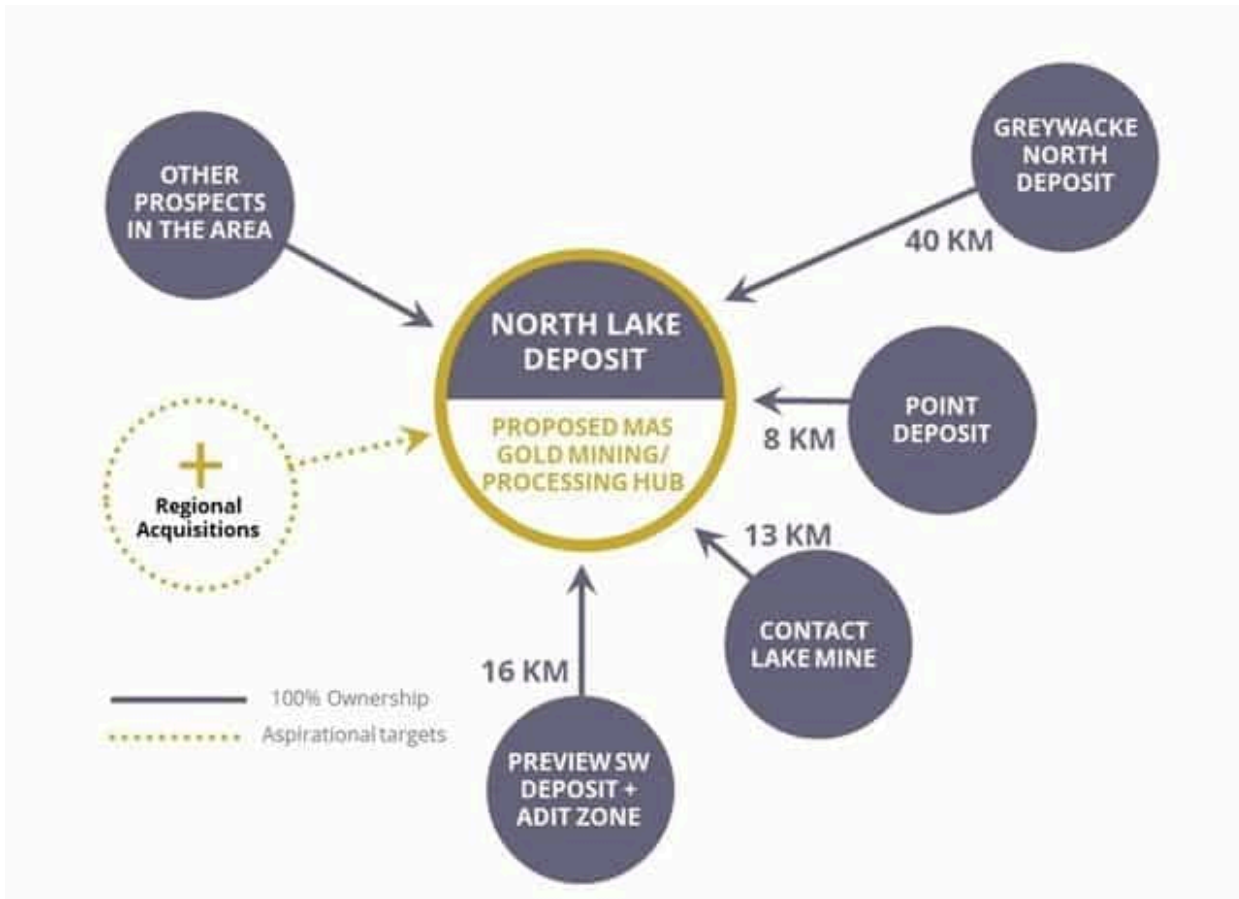 GREYWACKE
NORTH
DEPOSIT
40 KM
OTHER
PROSPECTS
IN THE AREA
NORTH LAKE
DEPOSIT
PROPOSED MAS
GOLD MINING/
PROCESSING HUB
POINT
DEPOSIT
8 KM
+
Regional
Acquisitions
13 KM
CONTACT
LAKE MINE
16 KM
PREVIEW SW
DEPOSIT +
ADIT ZONE
100% Ownership
Aspirational targets